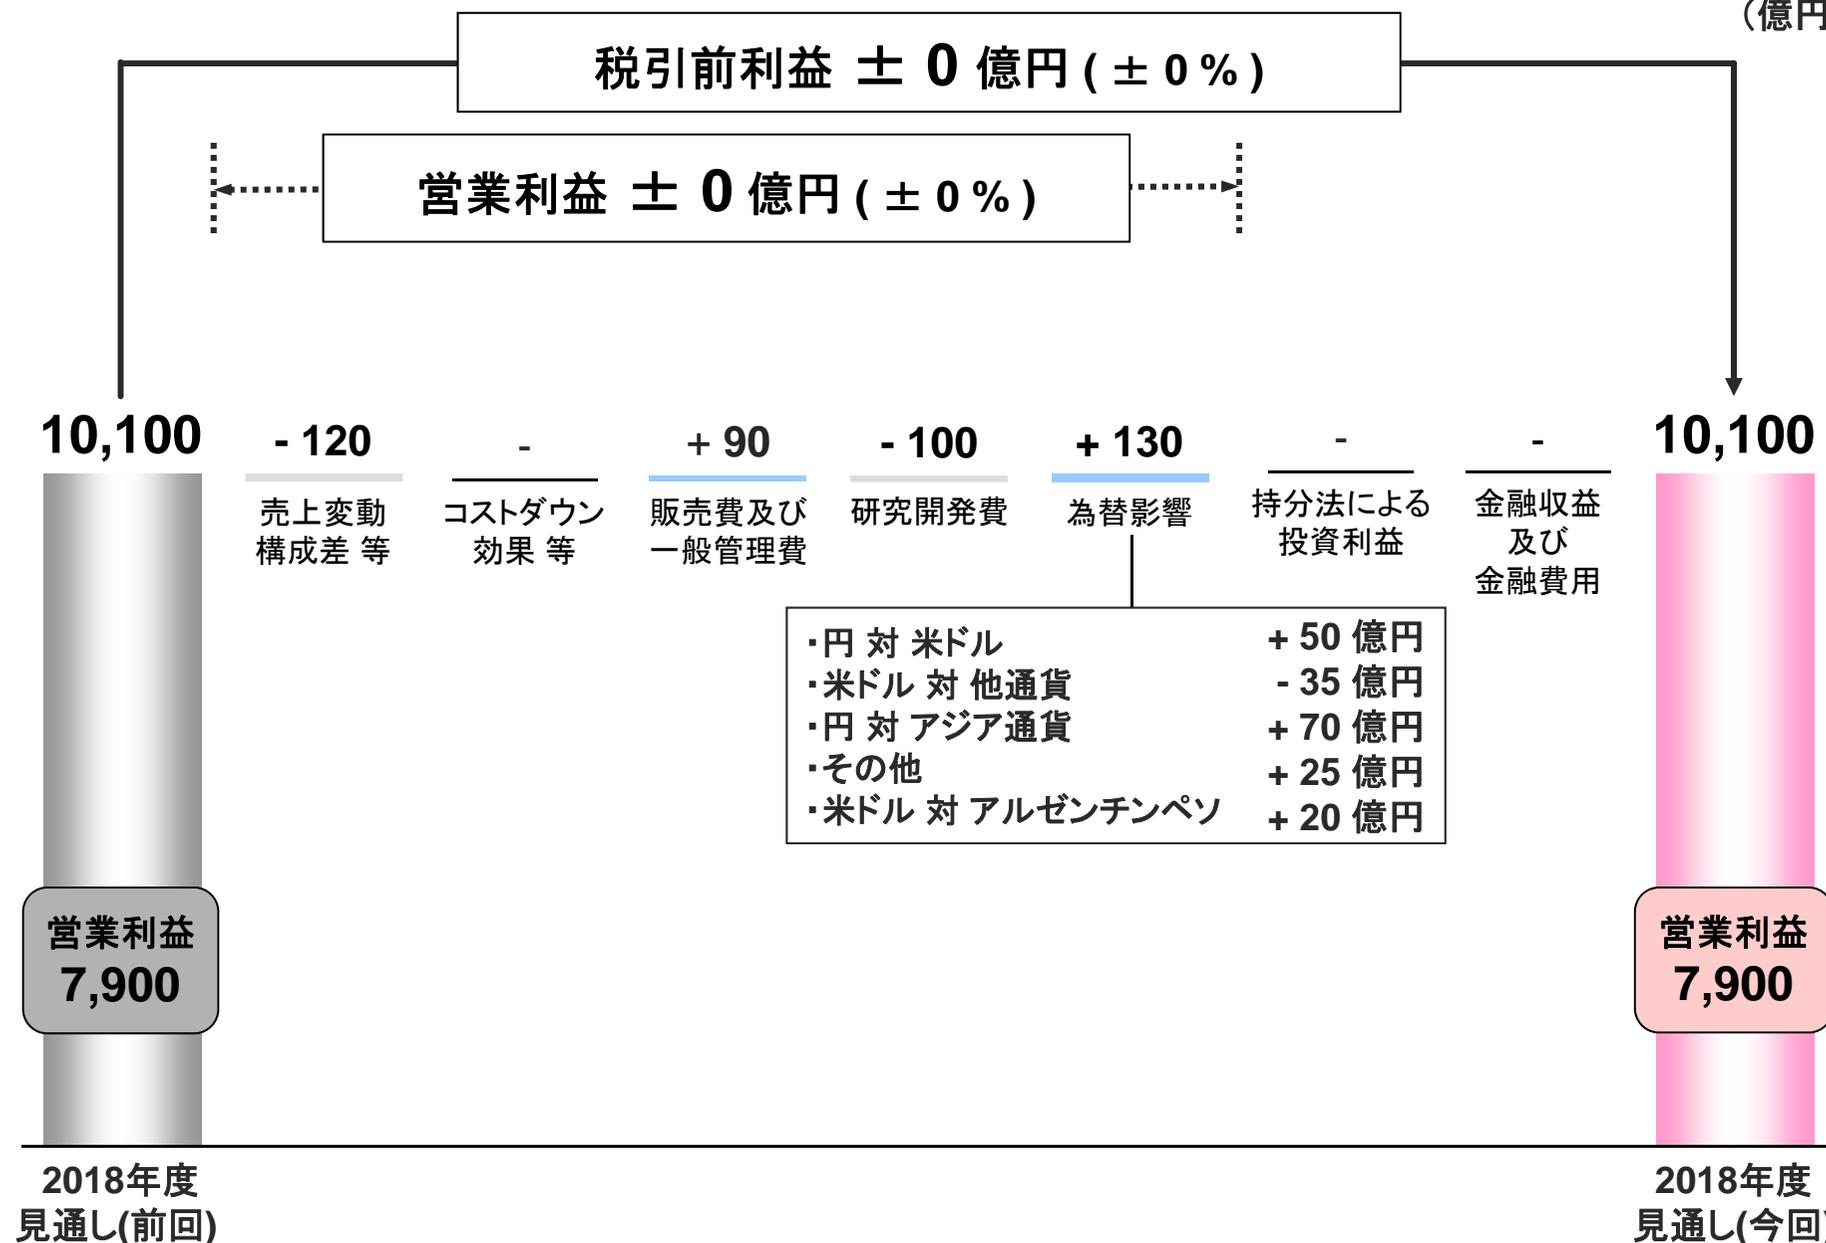 （億円
税引前利益 ± 0 億円 ( ± 0 % )
営業利益 ± 0 億円 ( ± 0 % )
10,100
- 120
-
+ 90
- 100
+ 130
-
-
10,100
売上変動
構成差 等
コストダウン
効果 等
販売費及び
一般管理費
研究開発費
為替影響
持分法による
投資利益
金融収益
及び
金融費用
・円 対 米ドル + 50 億円
・米ドル 対 他通貨 - 35 億円
・円 対 アジア通貨 + 70 億円
・その他 + 25 億円
・米ドル 対 アルゼンチンペソ + 20 億円
営業利益
7,900
営業利益
7,900
2018年度
見通し(前回)
2018年度
見通し(今回)